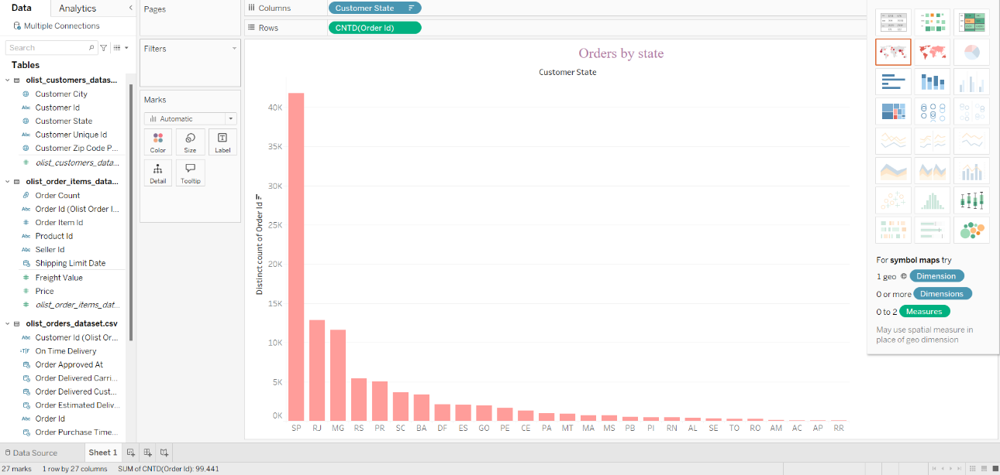 Data
Analytics
Pages
Columns
Customer State
Rows
CNTD(Order Id)
Multiple Connections
Search
Tables
olist_customers_datas...
Abc
Customer City
Customer Id
Customer State
Abc
Customer Unique Id
Customer Zip Code P...
olist_customers_data...
olist_order_items_data...
Order Count
Abc
Order Id (Olist Order I...
Order Item Id
Abc
Product Id
Abc
Seller Id
Shipping Limit Date
Freight Value
Price
olist_order_items_dat...
olist_orders_dataset.csv
Abc
Customer Id (Olist Or...
T|F
On Time Delivery
Order Approved At
Order Delivered Carri...
Order Delivered Cust...
Order Estimated Deliv...
Abc
Order Id
Order Purchase Time...
Filters
Marks
Automatic
Color
Size
Label
Detail
Tooltip
Orders by state
Customer State
Distinct count of Order Id
40K
35K
30K
25K
20K
15K
10K
5K
0K
SP RJ MG RS PR SC BA DF ES GO PE CE PA MT MA MS PB PI RN AL SE TO RO AM AC AP RR
For symbol maps try
1 geo Dimension
0 or more Dimensions
0 to 2 Measures
May use spatial measure in
place of geo dimension
Data Source
Sheet 1
27 marks 1 row by 27 columns SUM of CNTD(Order Id): 99,441